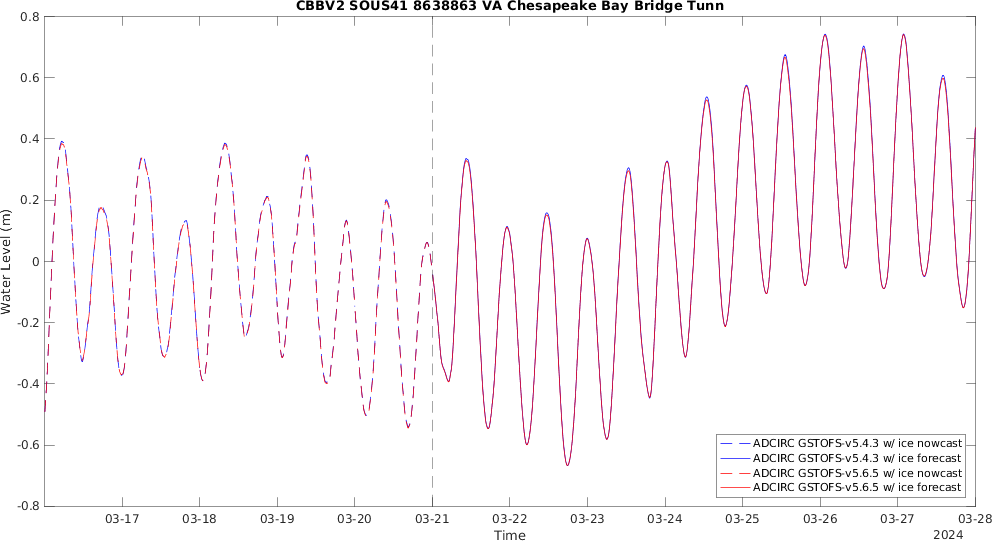 CBBV2 SOUS41 8638863 VA Chesapeake Bay Bridge Tunn
0.8
0.6
0.4
0.2
0
-0.2
-0.4
-0.6
-0.8
Water Level (m)
ADCIRC GSTOFS-v5.4.3 w/ ice nowcast
ADCIRC GSTOFS-v5.4.3 w/ ice forecast
ADCIRC GSTOFS-v5.6.5 w/ ice nowcast
ADCIRC GSTOFS-v5.6.5 w/ ice forecast
03-17 03-18 03-19 03-20 03-21 03-22 03-23 03-24 03-25 03-26 03-27 03-28
Time
2024